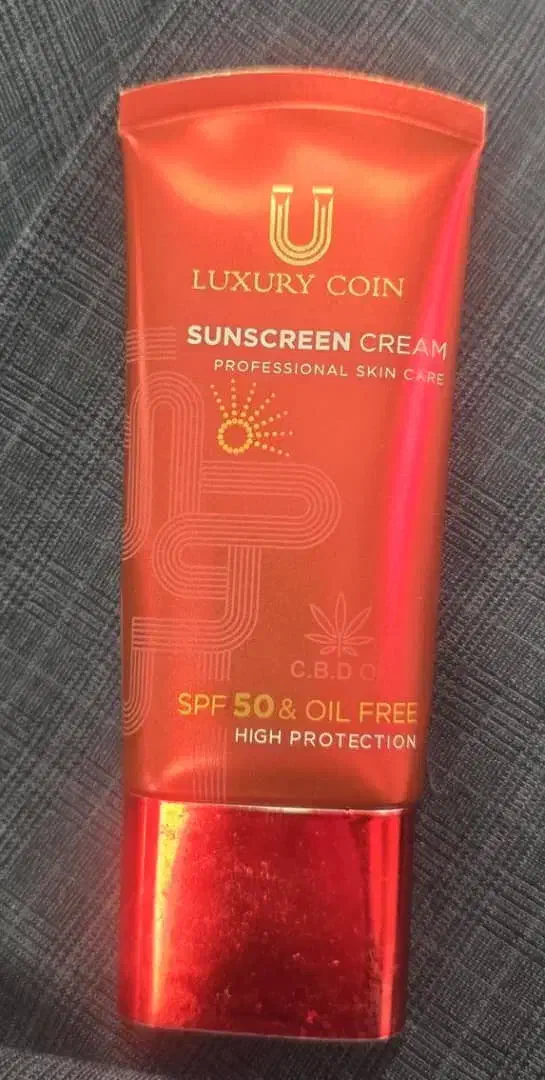 LUXURY COIN
SUNSCREEN CREAM
PROFESSIONAL SKIN CARE
C.B.D
SPF 50 & OIL FREE
HIGH PROTECTION